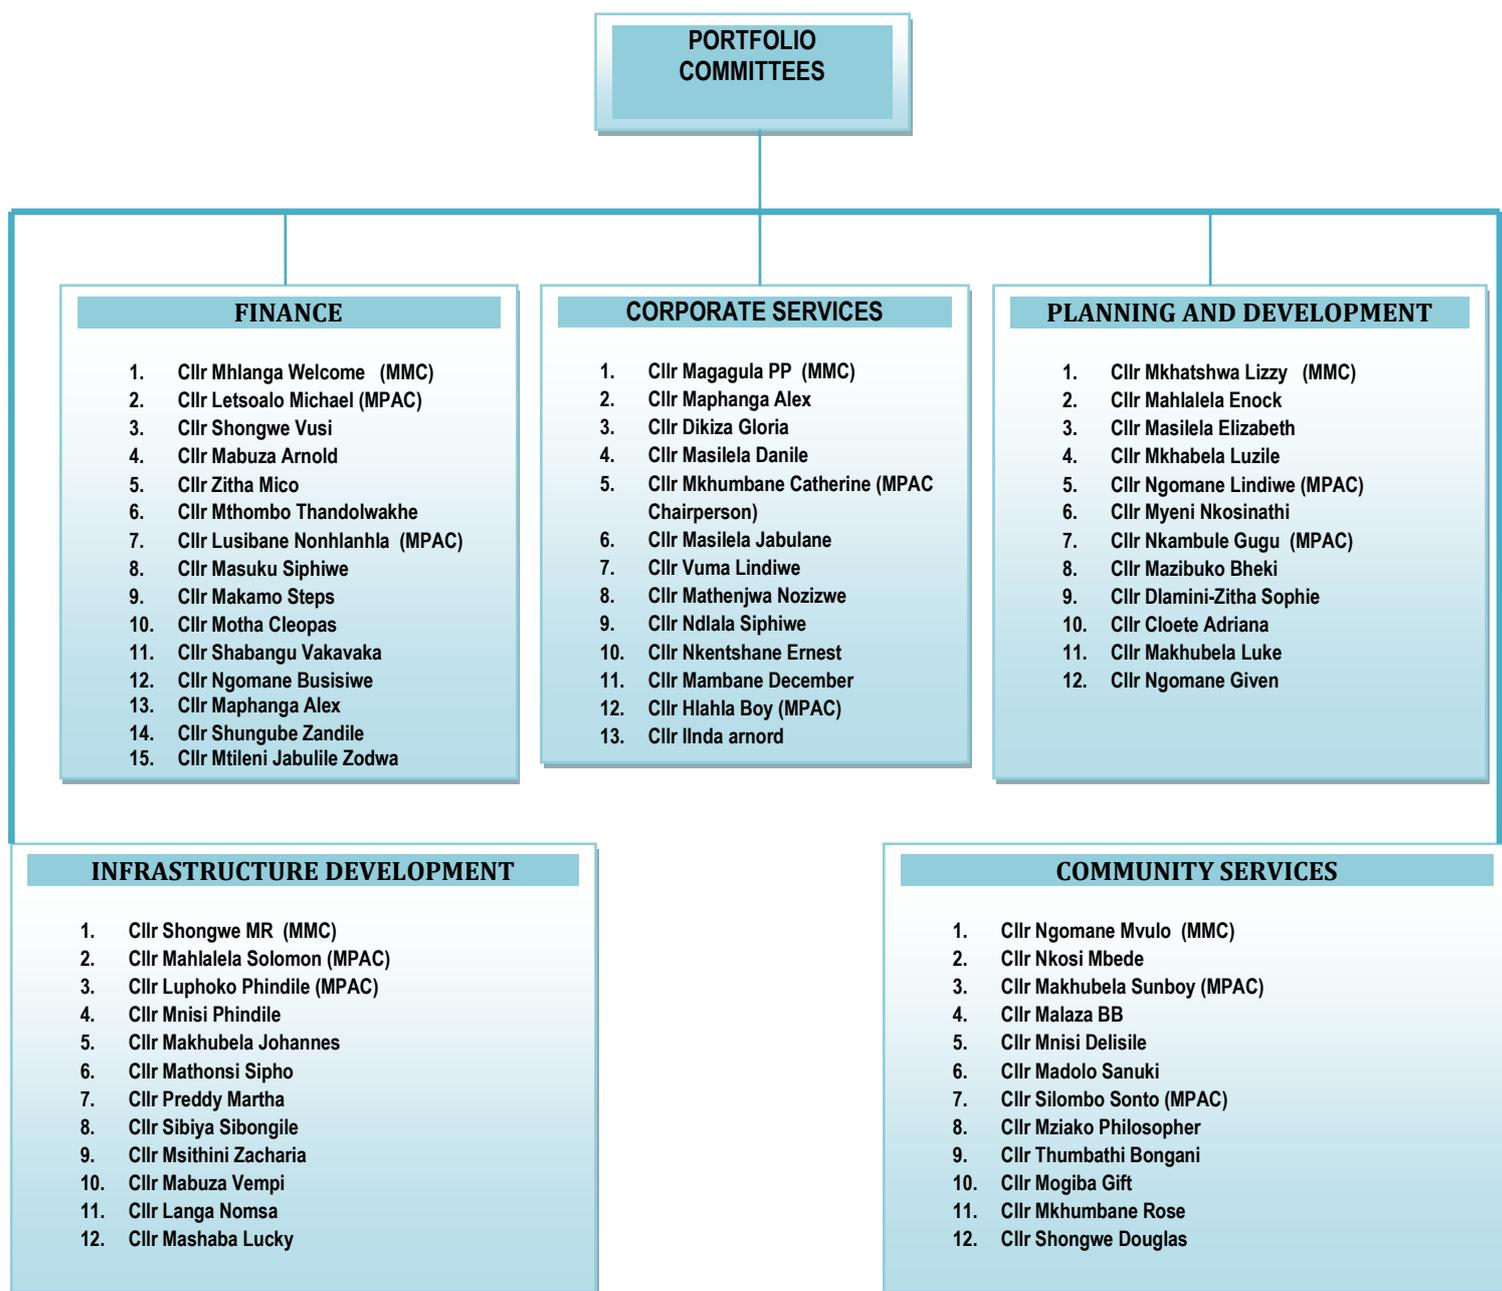 PORTFOLIO
COMMITTEES
FINANCE
1. Cllr Mhlanga Welcome (MMC)
2. Cllr Letsoalo Michael (MPAC)
3. Cllr Shongwe Vusi
4. Cllr Mabuza Arnold
5. Cllr Zitha Mico
6. Cllr Mthombo Thandolwakhe
7. Cllr Lusibane Nonhlanhla (MPAC)
8. Cllr Masuku Siphiwe
9. Cllr Makamo Steps
10. Cllr Motha Cleopas
11. Cllr Shabangu Vakavaka
12. Cllr Ngomane Busisiwe
13. Cllr Maphanga Alex
14. Cllr Shungube Zandile
15. Cllr Mtileni Jabulile Zodwa
CORPORATE SERVICES
1. Cllr Magagula PP (MMC)
2. Cllr Maphanga Alex
3. Cllr Dikiza Gloria
4. Cllr Masilela Danile
5. Cllr Mkhumbane Catherine (MPAC
Chairperson)
6. Cllr Masilela Jabulane
7. Cllr Vuma Lindiwe
8. Cllr Mathenjwa Nozizwe
9. Cllr Ndlala Siphiwe
10. Cllr Nkentshane Ernest
11. Cllr Mambane December
12. Cllr Hlahla Boy (MPAC)
13. Cllr llnda arnord
PLANNING AND DEVELOPMENT
1. Cllr Mkhatshwa Lizzy (MMC)
2. Cllr Mahlalela Enock
3. Cllr Masilela Elizabeth
4. Cllr Mkhabela Luzile
5. Cllr Ngomane Lindiwe (MPAC)
6. Cllr Myeni Nkosinathi
7. Cllr Nkambule Gugu (MPAC)
8. Cllr Mazibuko Bheki
9. Cllr Dlamini-Zitha Sophie
10. Cllr Cloete Adriana
11. Cllr Makhubela Luke
12. Cllr Ngomane Given
INFRASTRUCTURE DEVELOPMENT
1. Cllr Shongwe MR (MMC)
2. Cllr Mahlalela Solomon (MPAC)
3. Cllr Luphoko Phindile (MPAC)
4. Cllr Mnisi Phindile
5. Cllr Makhubela Johannes
6. Cllr Mathonsi Sipho
7. Cllr Preddy Martha
8. Cllr Sibiya Sibongile
9. Cllr Msithini Zacharia
10. Cllr Mabuza Vempi
11. Cllr Langa Nomsa
12. Cllr Mashaba Lucky
COMMUNITY SERVICES
1. Cllr Ngomane Mvulo (MMC)
2. Cllr Nkosi Mbede
3. Cllr Makhubela Sunboy (MPAC)
4. Cllr Malaza BB
5. Cllr Mnisi Delisile
6. Cllr Madolo Sanuki
7. Cllr Silombo Sonto (MPAC)
8. Cllr Mziako Philosopher
9. Cllr Thumbathi Bongani
10. Cllr Mogiba Gift
11. Cllr Mkhumbane Rose
12. Cllr Shongwe Douglas